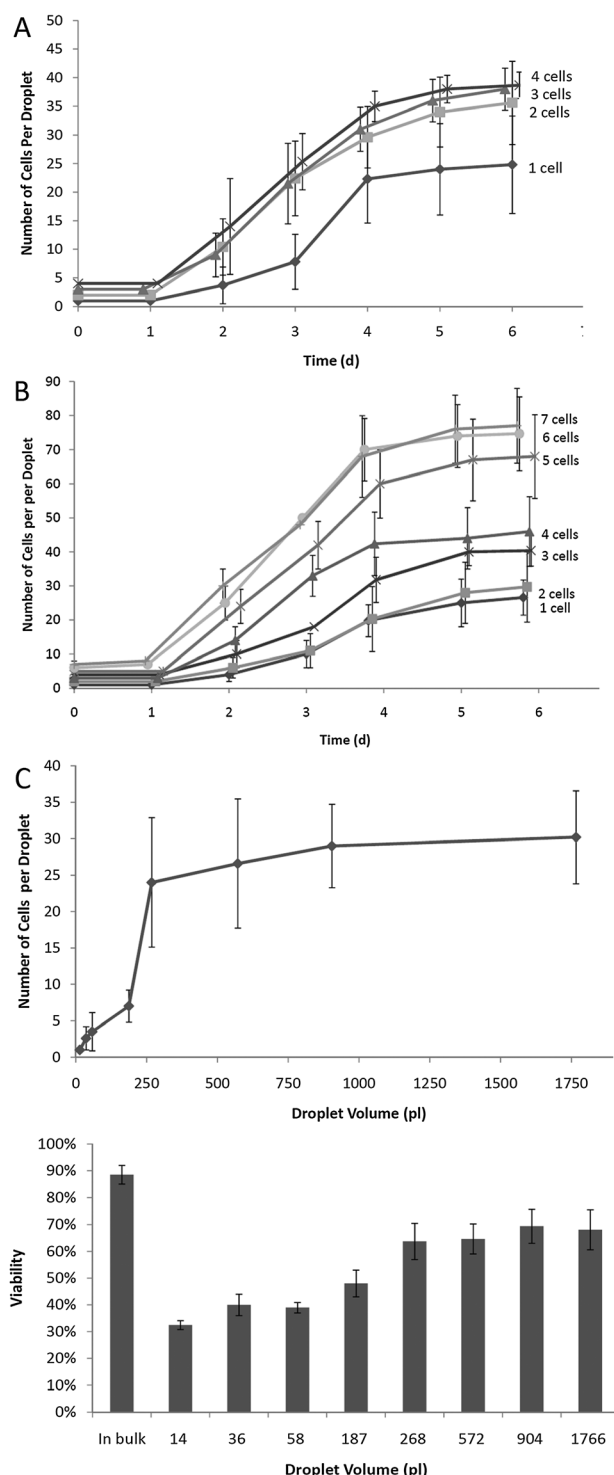 A
50
45
40
35
30
25
20
15
10
5
0
Number of Cells Per Droplet
4 cells
3 cells
2 cells
1 cell
0 1 2 3 4 5 6
Time (d)
B
90
80
70
60
50
40
30
20
10
0
Number of Cells per per Doplet
7 cells
6 cells
5 cells
4 cells
3 cells
2 cells
1 cell
0 1 2 3 4 5 6
Time (d)
C
40
35
30
25
20
15
10
5
0
Number of Cells per Droplet
0 250 500 750 1000 1250 1500 1750
Droplet Volume (pl)
100%
90%
80%
70%
60%
50%
40%
30%
20%
10%
0%
Viability
In bulk 14 36 58 187 268 572 904 1766
Droplet Volume (pl)